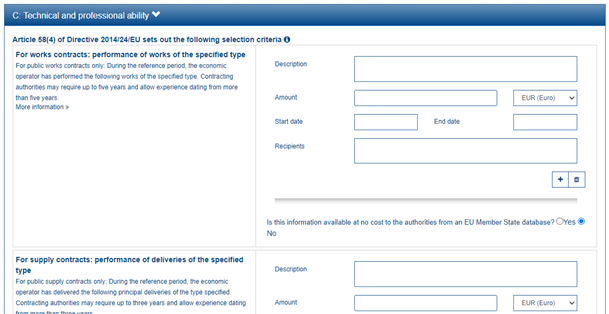 C: Technical and professional ability
Article 58(4) of Directive 2014/24/EU sets out the following selection criteria
For works contracts: performance of works of the specified type
For public works contracts only: During the reference period, the economic
operator has performed the following works of the specified type. Contracting
authorities may require up to five years and allow experience dating from more
than five years.
More information >
Description
Amount
EUR (Euro)
Start date
End date
Recipients
Is this information available at no cost to the authorities from an EU Member State database? Yes
No
For supply contracts: performance of deliveries of the specified
type
For public supply contracts only: During the reference period, the economic
operator has delivered the following principal deliveries of the type specified.
Contracting authorities may require up to three years and allow experience dating
from more than three years.
Description
Amount
EUR (Euro)